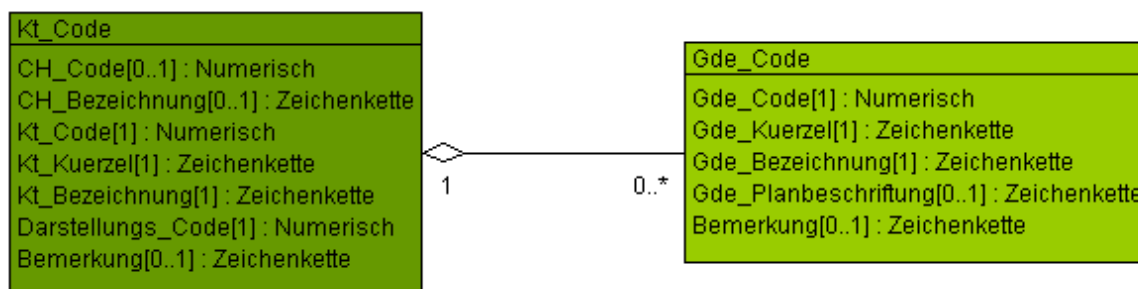 Kt_Code
CH_Code[0..1] : Numerisch
CH_Bezeichnung[0..1] : Zeichenkette
Kt_Code[1] : Numerisch
Kt_Kuerzel[1] : Zeichenkette
Kt_Bezeichnung[1] : Zeichenkette
Darstellungs_Code[1] : Numerisch
Bemerkung[0..1] : Zeichenkette
1
0..*
Gde_Code
Gde_Code[1] : Numerisch
Gde_Kuerzel[1] : Zeichenkette
Gde_Bezeichnung[1] : Zeichenkette
Gde_Planbeschriftung[0..1] : Zeichenkette
Bemerkung[0..1] : Zeichenkette